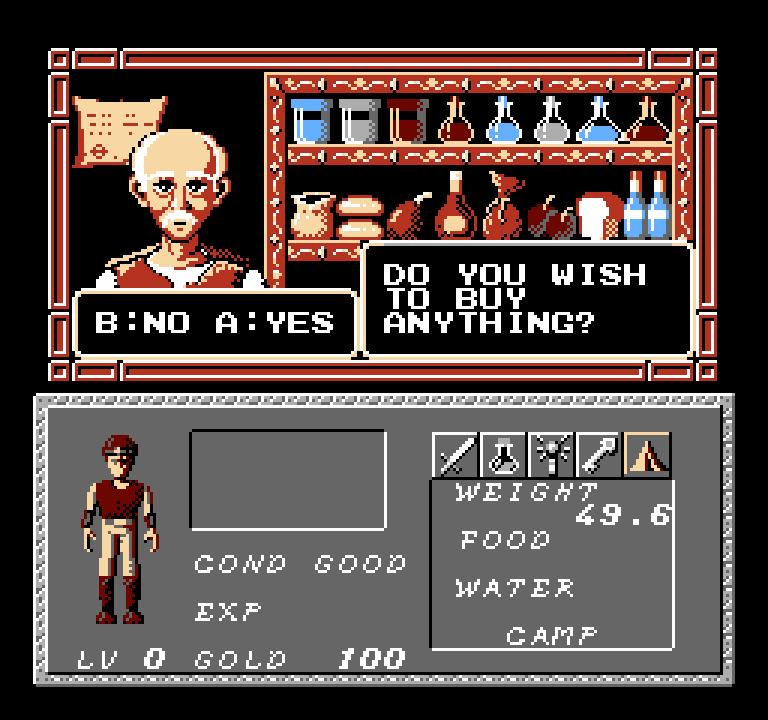 DO YOU WISH
TO BUY
ANYTHING?
B:NO A:YES
WEIGHT
49.6
FOOD
WATER
CAMP
COND GOOD
EXP
LV 0 GOLD 100